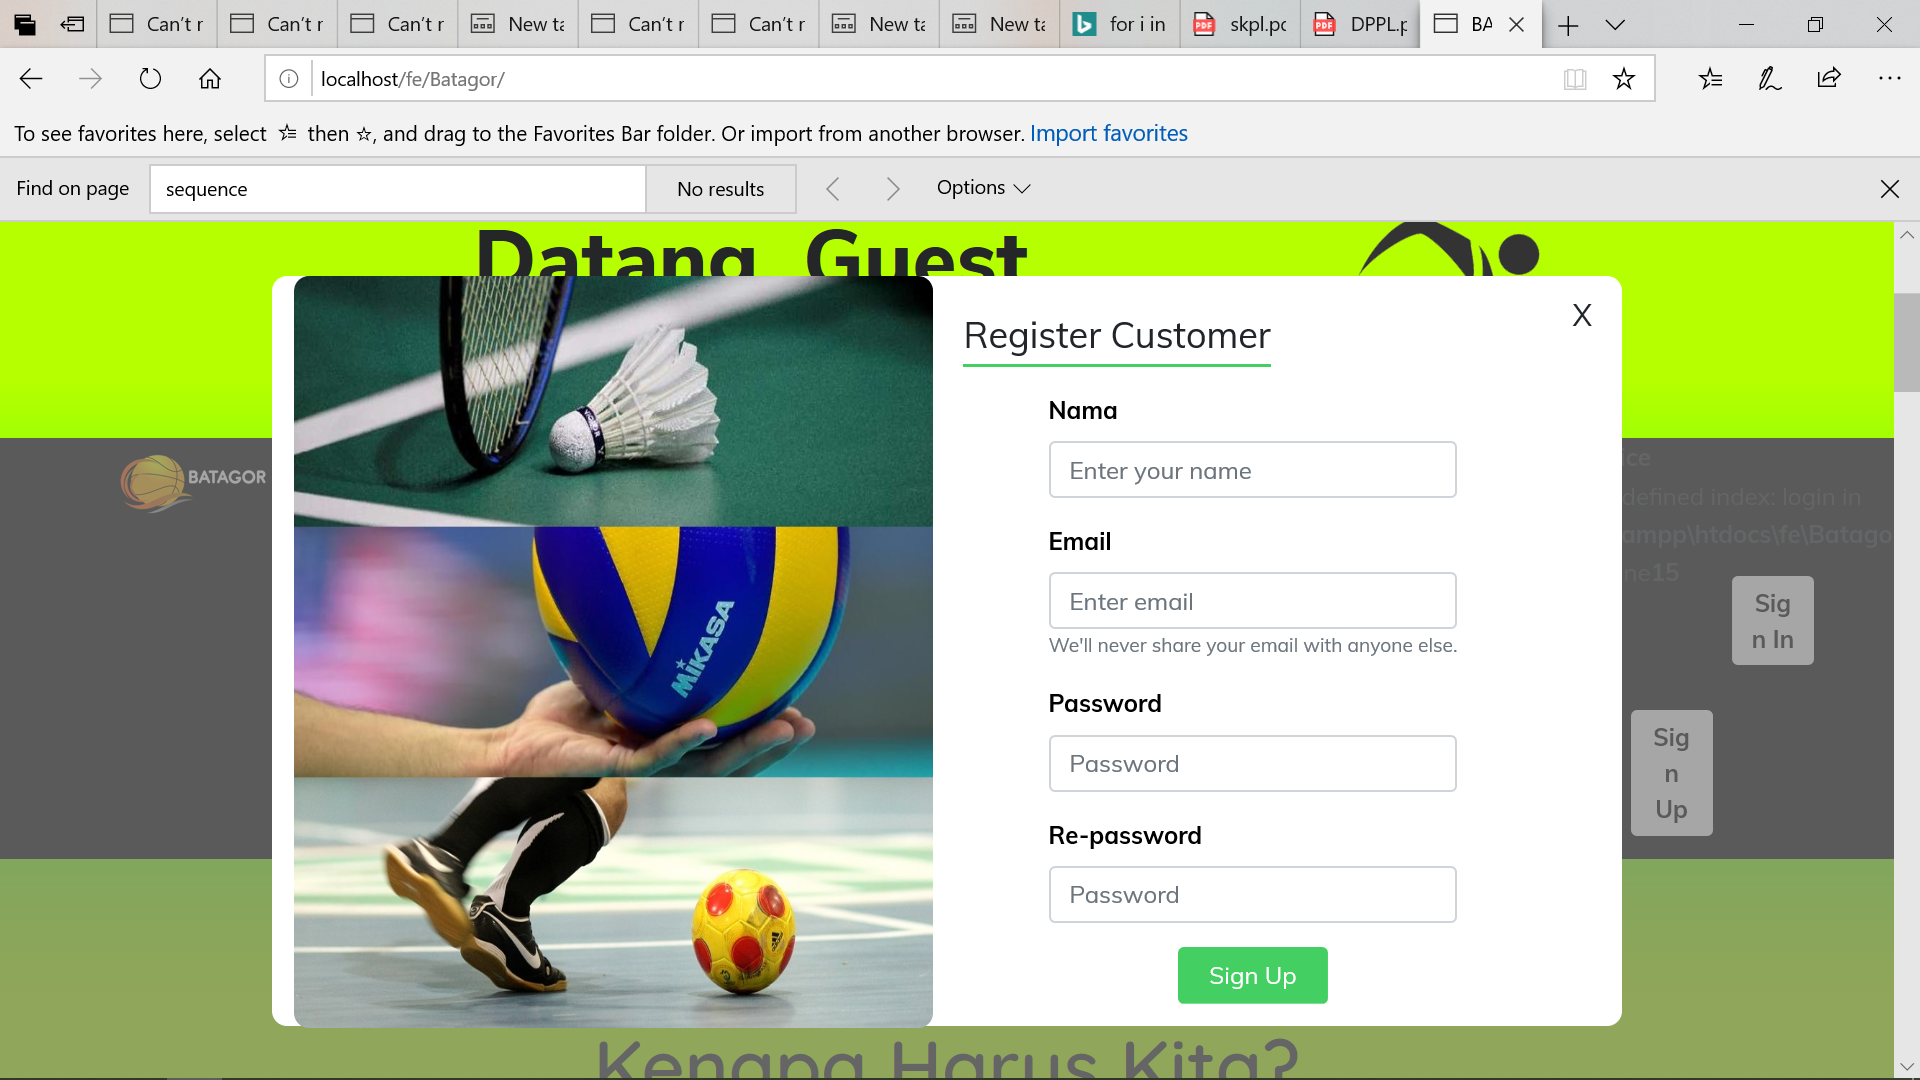 Can't r
Can't r
Can't r
New ta
Can't r
Can't r
New ta
New ta
for i in
skpl.pc
DPPL.p
BA
localhost/fe/Batagor/
To see favorites here, select then , and drag to the Favorites Bar folder. Or import from another browser. Import favorites
Find on page
sequence
No results
Options
Datang, Guest
X
Register Customer
Nama
Enter your name
Email
Enter email
We'll never share your email with anyone else.
Password
Password
Re-password
Password
Sign Up
BATAGOR
MIKASA
ice
defined index: login in
ampp\htdocs\fe\Batago
ne15
Sig
n In
Sig
n
Up
Kenapa Harus Kita?